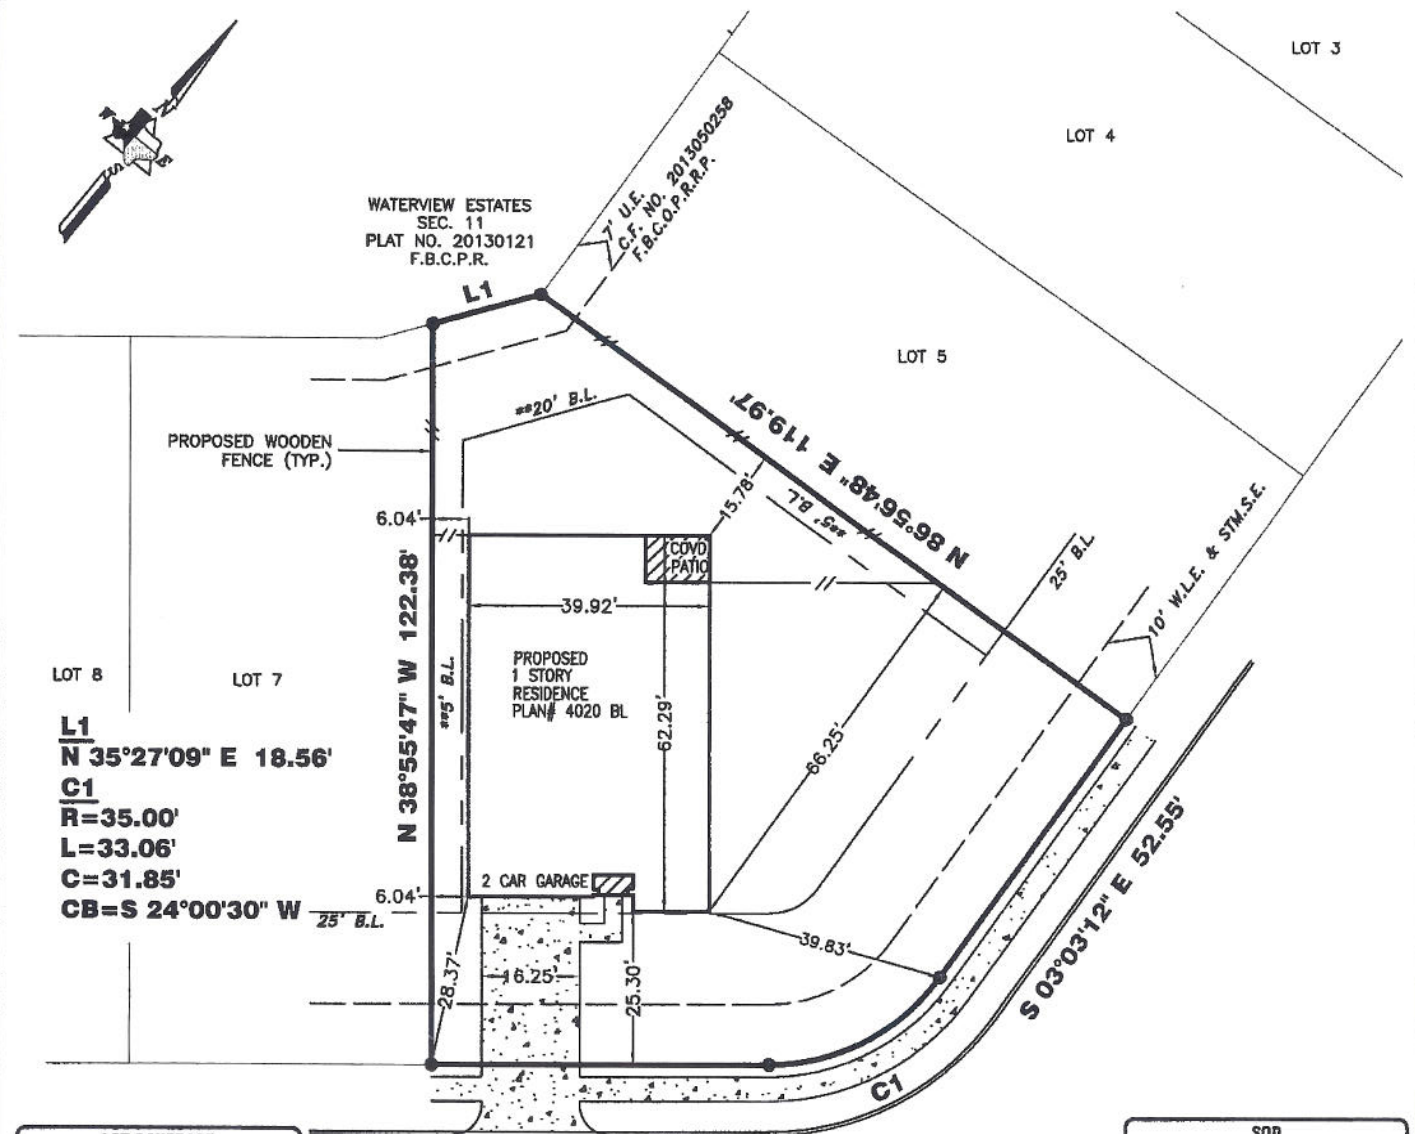 LOT 3
LOT 4
N
W
S
E
7' U.E.
C.F. NO. 2013050258
F.B.C.O.P.R.R.P.
WATERVIEW ESTATES
SEC. 11
PLAT NO. 20130121
F.B.C.P.R.
L1
LOT 5
**20' B.L.
N 86°56'48" E 119.97'
PROPOSED WOODEN
FENCE (TYP.)
15.78'
**5' B.L.
6.04'
COVD.
PATIO
25' B.L.
10' W.L.E. & STM.S.E.
39.92'
N 38°55'47" W 122.38'
**5' B.L.
PROPOSED
1 STORY
RESIDENCE
PLAN# 4020 BL
62.29'
66.25'
LOT 8
LOT 7
L1
N 35°27'09" E 18.56'
C1
R=35.00'
L=33.06'
C=31.85'
CB=S 24°00'30" W
6.04'
2 CAR GARAGE
25' B.L.
39.83'
28.37'
16.25'
25.30'
S 03°03'12" E 52.55'
C1